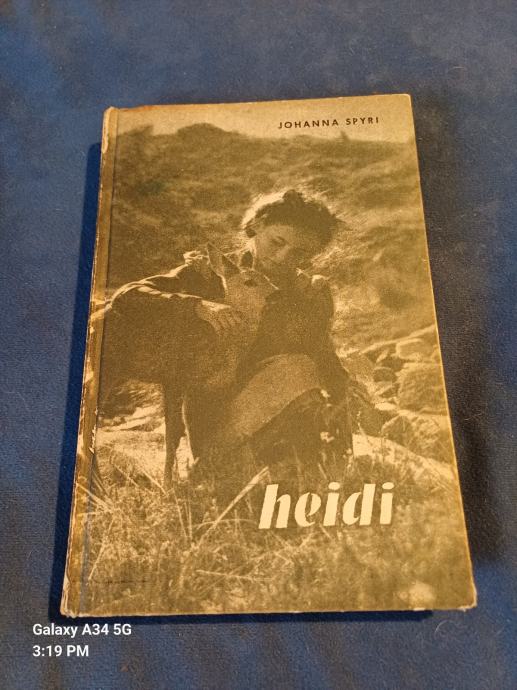 JOHANNA SPYRI
heidi
Galaxy A34 5G
3:19 PM